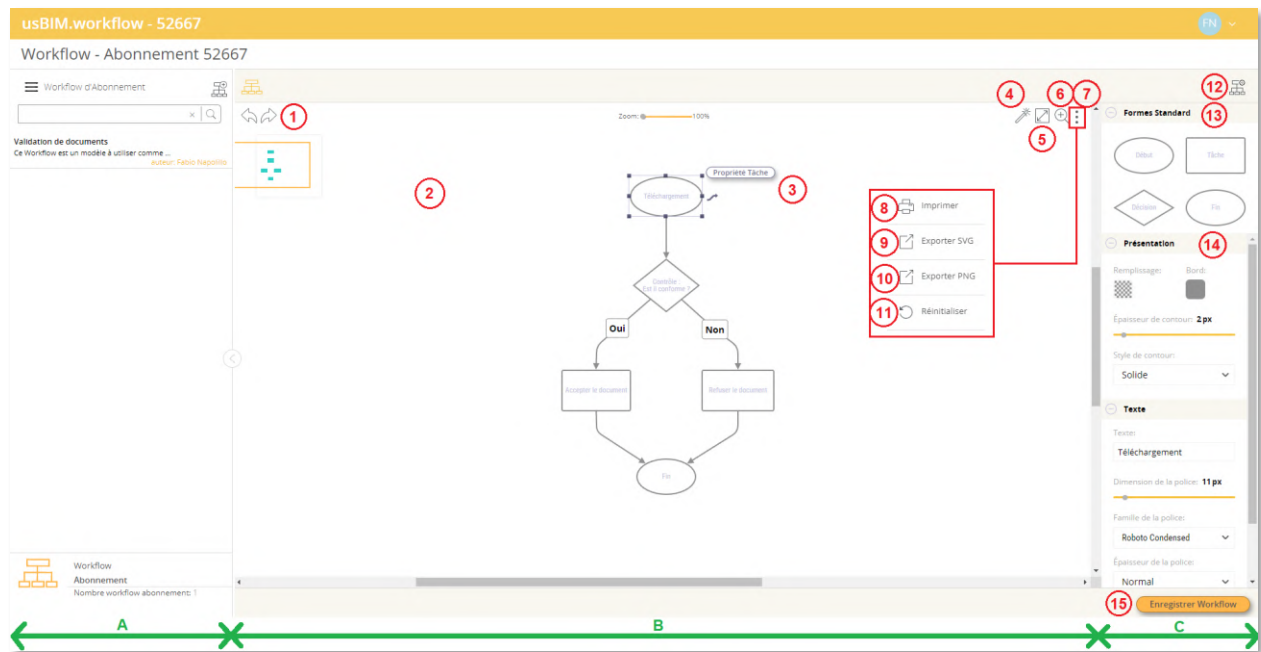 usBIM.workflow - 52667
FN
Workflow - Abonnement 52667
Workflow d'Abonnement
12
4
6
7
1
Zoom:
100%
5
Formes Standard
13
Validation de documents
Ce Workflow est un modèle à utiliser comme ...
auteur: Fabio Napolitio
Début
Tâche
Propriété Tâche
2
3
Téléchargement
8
Imprimer
Décision
Fin
9
Exporter SVG
Présentation
14
10
Exporter PNG
Remplissage:
Bord:
Contrôle
Est il conforme ?
11
Réinitialiser
Épaisseur de contour: 2 px
Oui
Non
Style de contour:
Solide
Accepter le document
Refuser le document
Texte
Texte:
Téléchargement
Fin
Dimension de la police: 11 px
Famille de la police:
Roboto Condensed
Épaisseur de la police:
Normal
Workflow
Abonnement
Nombre workflow abonnement: 1
15
Enregistrer Workflow
A
B
C